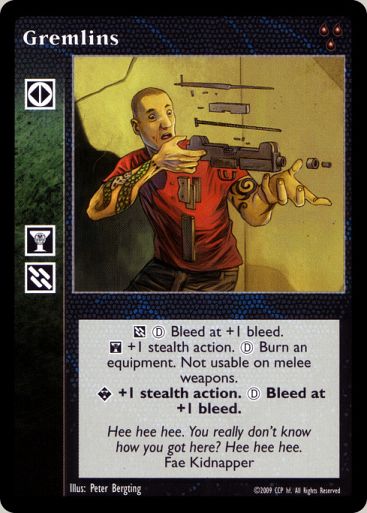 Gremlins
D Bleed at +1 bleed.
+1 stealth action. D Burn an
equipment. Not usable on melee
weapons.
+1 stealth action. D Bleed at
+1 bleed.
Hee hee hee. You really don't know
how you got here? Hee hee hee.
Fae Kidnapper
Illus: Peter Bergting
©2009 CCP hf. All Rights Reserved